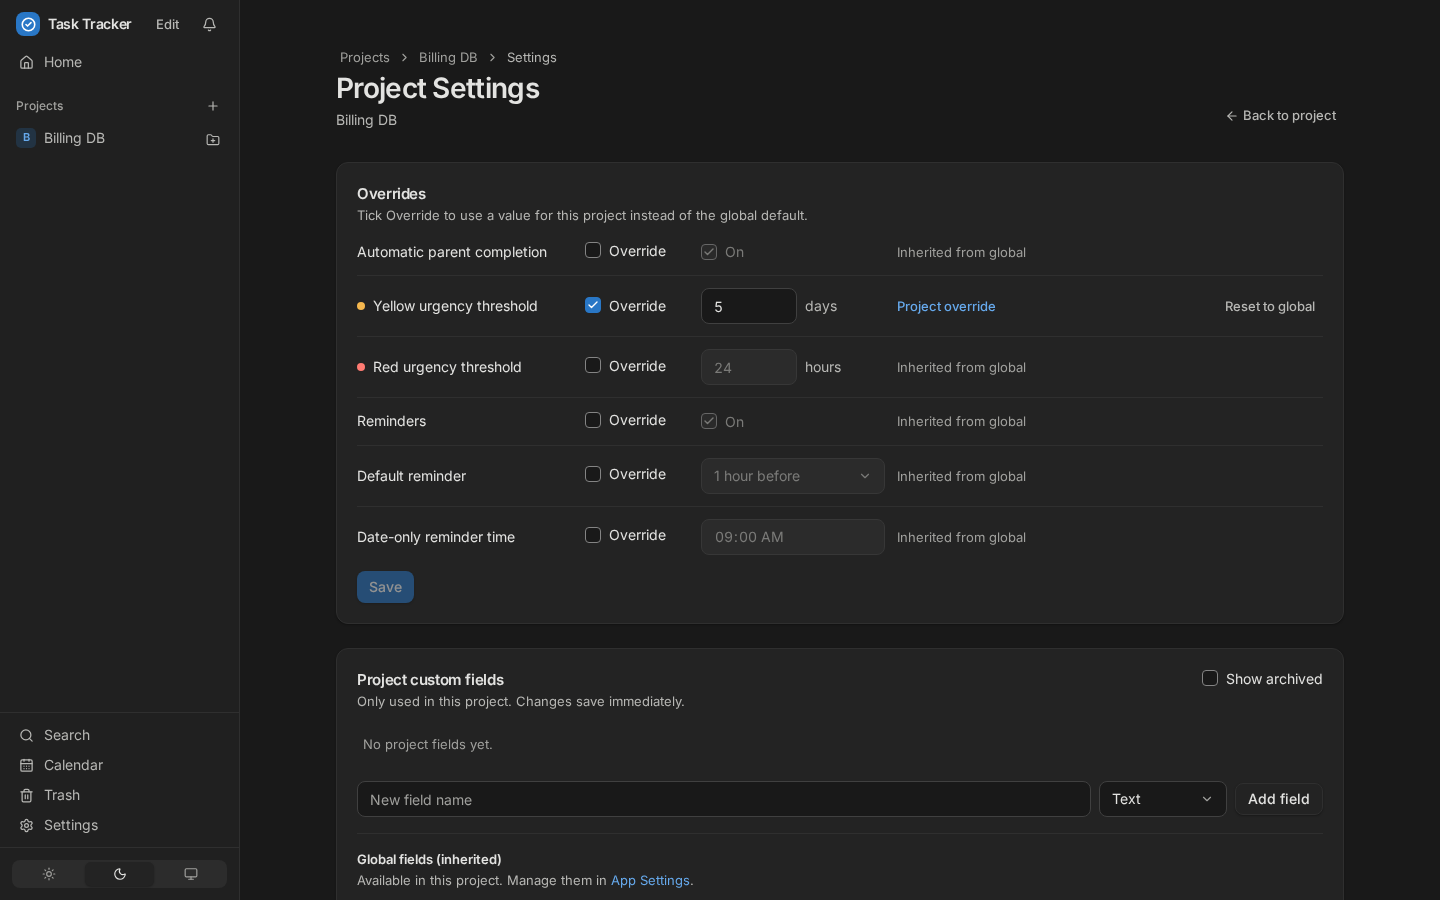 Task Tracker
Edit
Home
Projects
B
Billing DB
Search
Calendar
Trash
Settings
Projects > Billing DB > Settings
Project Settings
Billing DB
← Back to project
Overrides
Tick Override to use a value for this project instead of the global default.
Automatic parent completion Override On Inherited from global
Yellow urgency threshold Override 5 days Project override Reset to global
Red urgency threshold Override 24 hours Inherited from global
Reminders Override On Inherited from global
Default reminder Override 1 hour before Inherited from global
Date-only reminder time Override 09:00 AM Inherited from global
Save
Project custom fields
Show archived
Only used in this project. Changes save immediately.
No project fields yet.
New field name Text Add field
Global fields (inherited)
Available in this project. Manage them in App Settings.